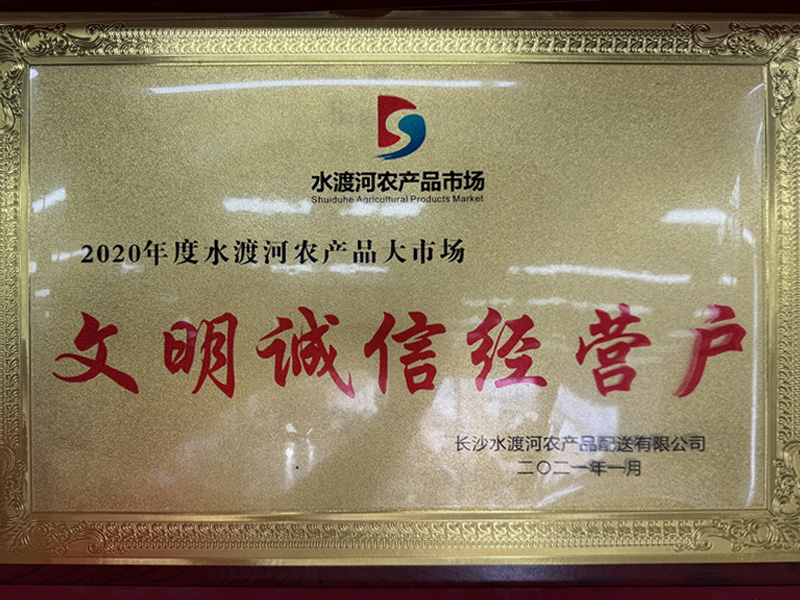 水渡河农产品市场
Shuiduhe Agricultural Products Market
2020年度水渡河农产品大市场
文明诚信经营户
长沙水渡河农产品配送有限公司
二〇二一年一月